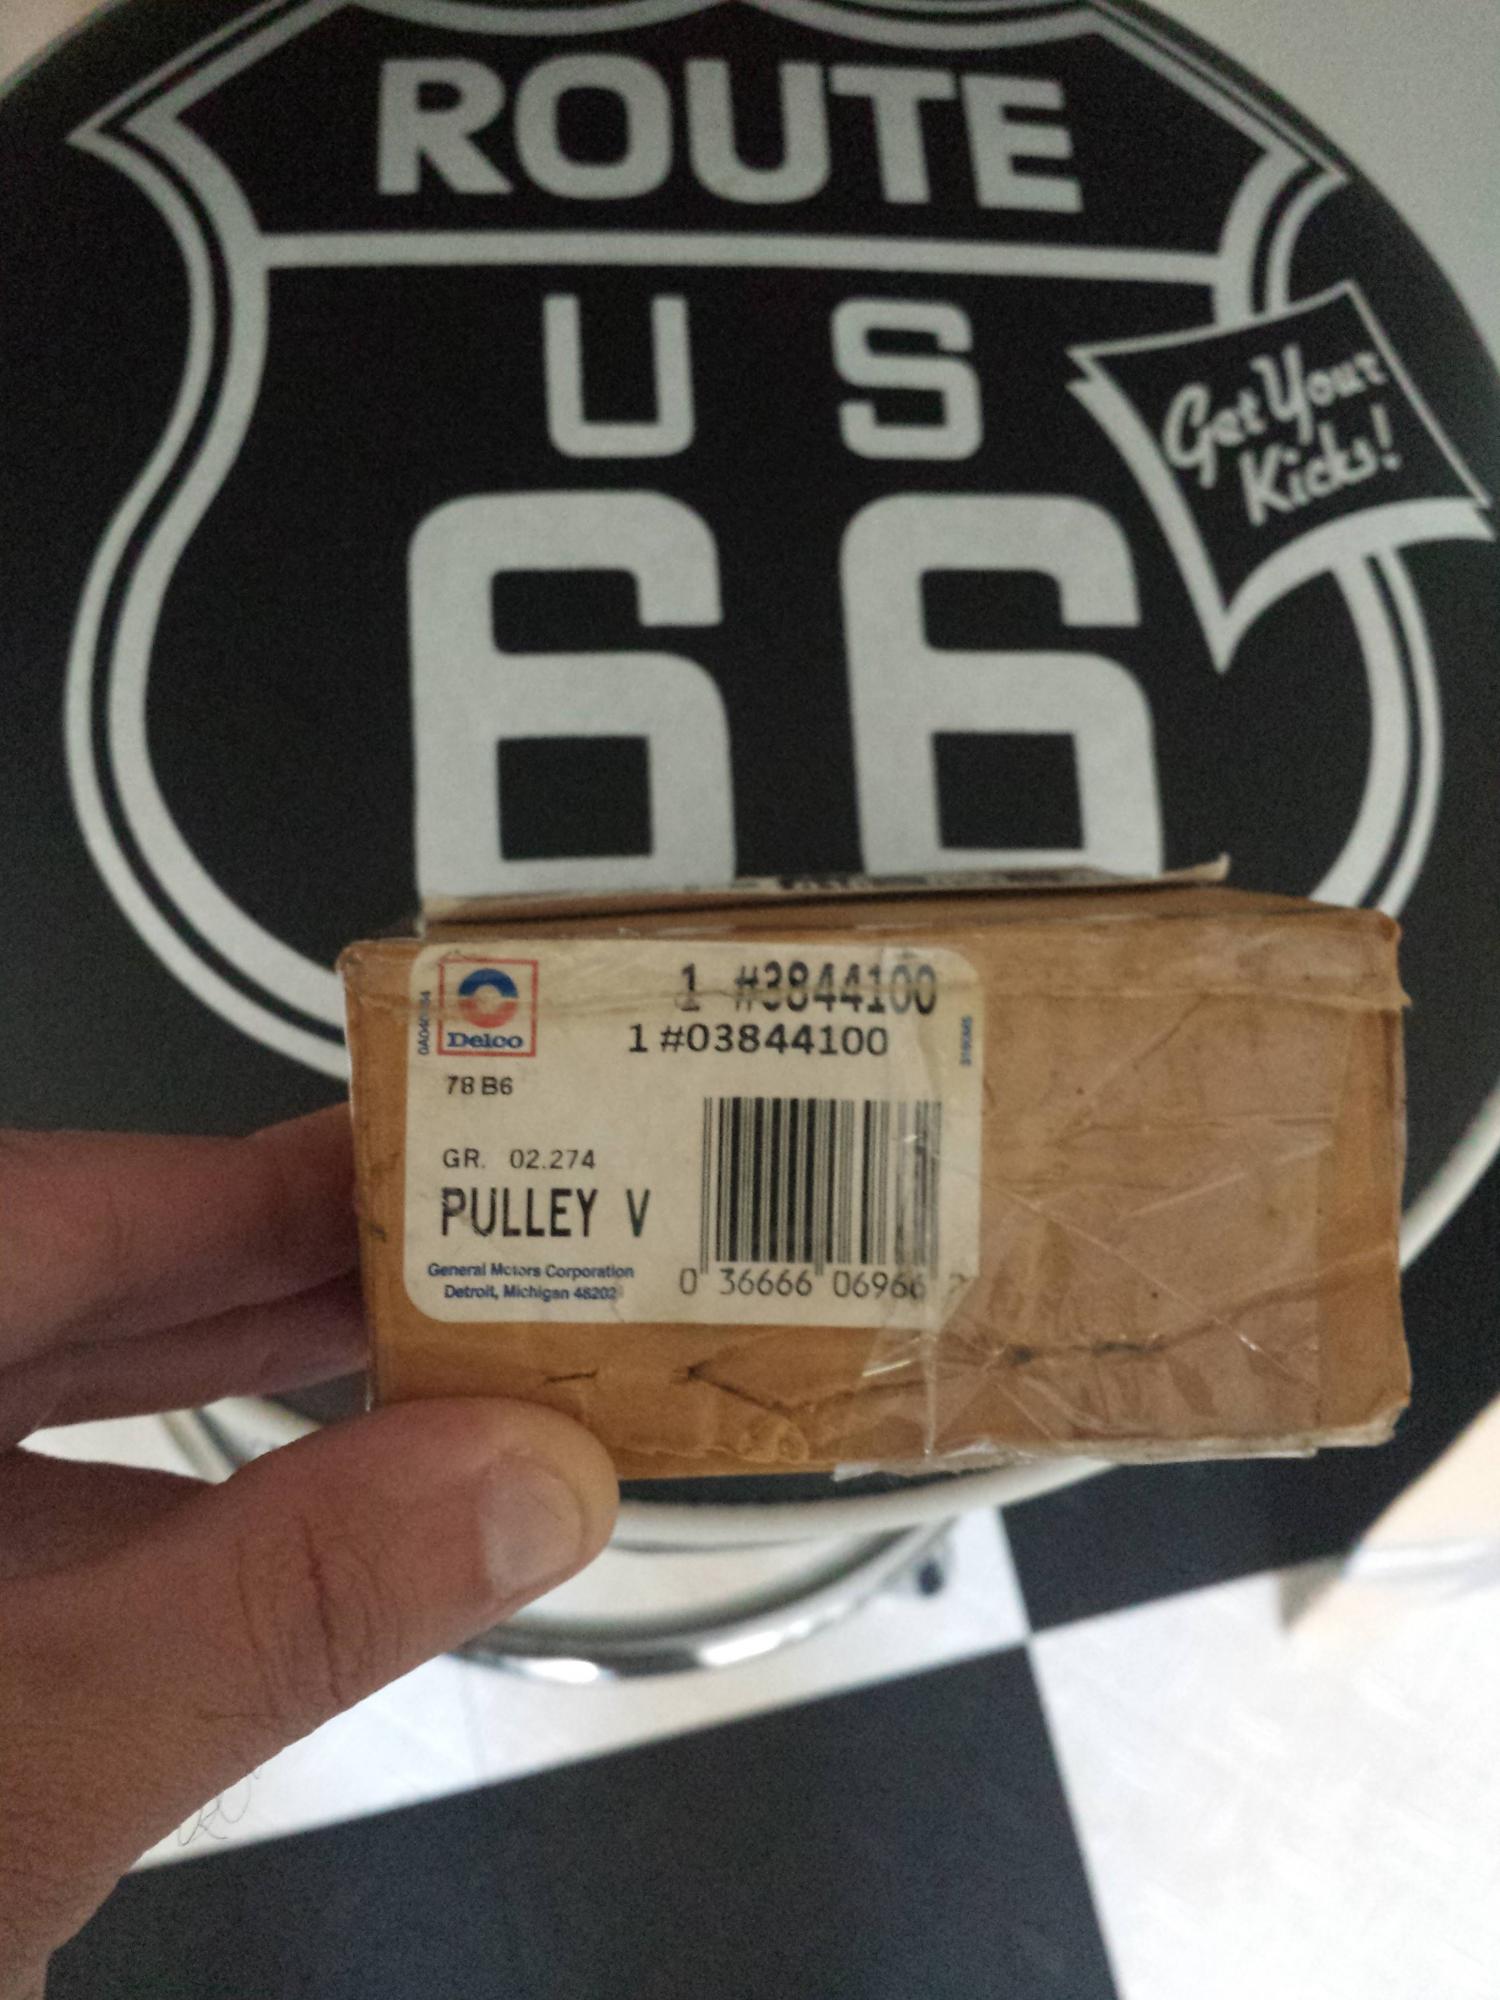 ROUTE
U S
66
Get Your
Kicks!
Delco
1 #3844100
1 #03844100
78 B6
GR. 02.274
PULLEY V
General Motors Corporation
Detroit, Michigan 48202
0 36666 06966